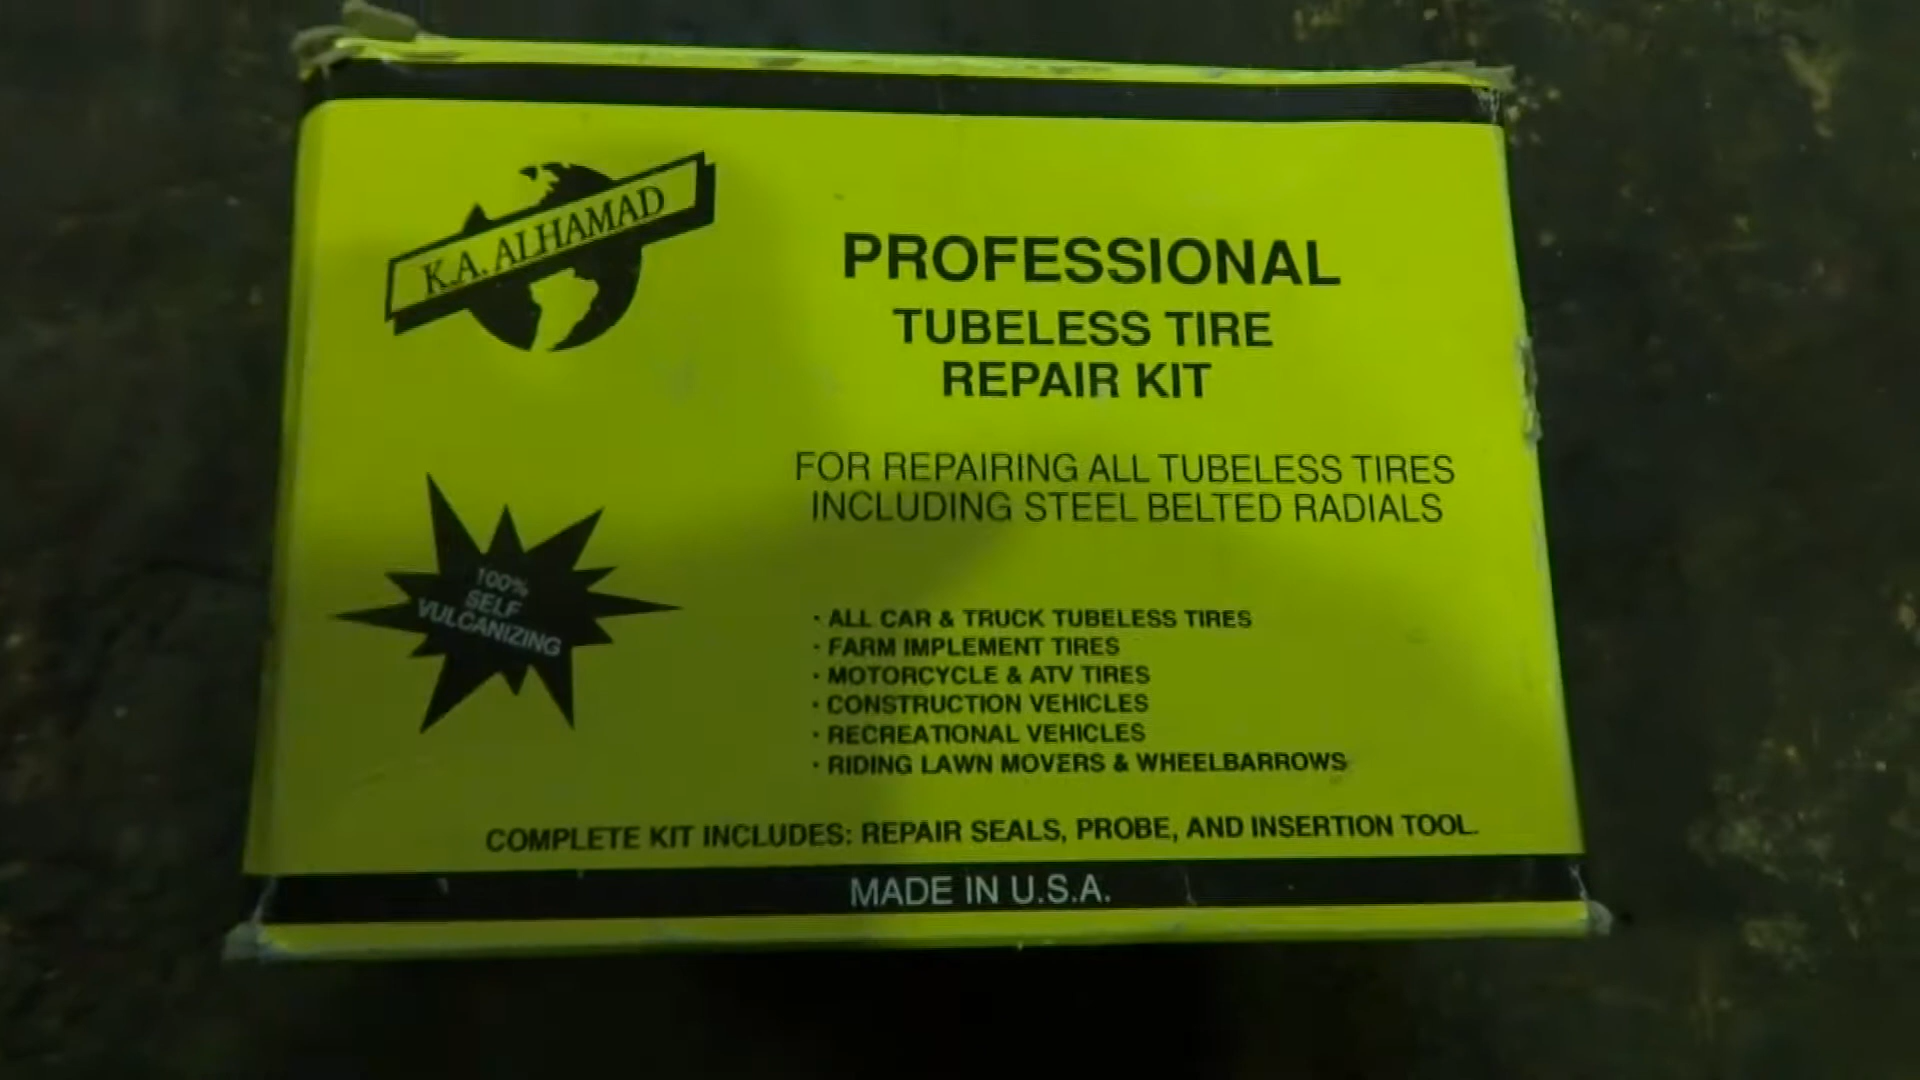 K.A. ALHAMAD
PROFESSIONAL
TUBELESS TIRE
REPAIR KIT
FOR REPAIRING ALL TUBELESS TIRES
INCLUDING STEEL BELTED RADIALS
100%
SELF
VULCANIZING
· ALL CAR & TRUCK TUBELESS TIRES
· FARM IMPLEMENT TIRES
· MOTORCYCLE & ATV TIRES
· CONSTRUCTION VEHICLES
· RECREATIONAL VEHICLES
· RIDING LAWN MOVERS & WHEELBARROWS
COMPLETE KIT INCLUDES: REPAIR SEALS, PROBE, AND INSERTION TOOL.
MADE IN U.S.A.